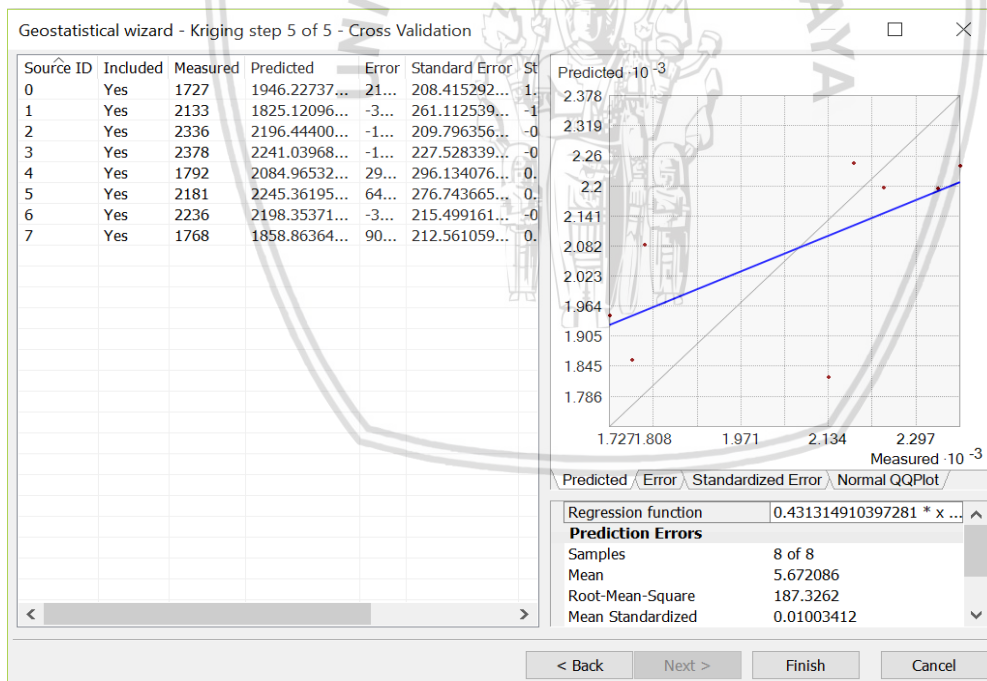 Geostatistical wizard - Kriging step 5 of 5 - Cross Validation
Source ID Included Measured Predicted Error Standard Error St
0 Yes 1727 1946.22737... 21... 208.415292... 1.
1 Yes 2133 1825.12096... -3... 261.112539... -1
2 Yes 2336 2196.44400... -1... 209.796356... -0
3 Yes 2378 2241.03968... -1... 227.528339... -0
4 Yes 1792 2084.96532... 29... 296.134076... 0.
5 Yes 2181 2245.36195... 64... 276.743665... 0.
6 Yes 2236 2198.35371... -3... 215.499161... -0
7 Yes 1768 1858.86364... 90... 212.561059... 0.
Predicted ·10 -3
2.378
2.319
2.26
2.2
2.141
2.082
2.023
1.964
1.905
1.845
1.786
1.727 1.808 1.971 2.134 2.297
Measured ·10 -3
Predicted Error Standardized Error Normal QQPlot
Regression function 0.431314910397281 * x ...
Prediction Errors
Samples 8 of 8
Mean 5.672086
Root-Mean-Square 187.3262
Mean Standardized 0.01003412
< Back Next > Finish Cancel
AYA